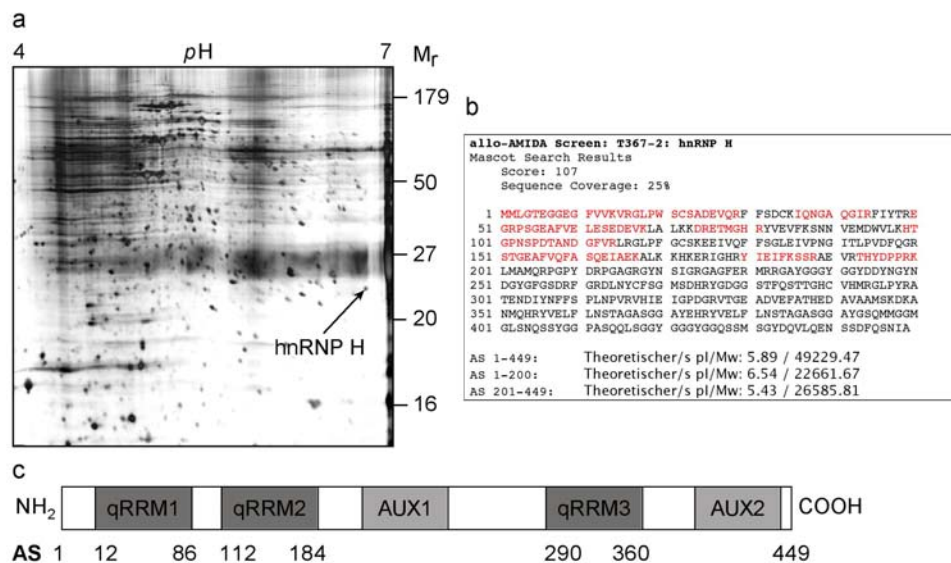 a
4 pH 7 Mr
179
50
27
20
16
hnRNP H
b
allo-AMIDA Screen: T367-2: hnRNP H
Mascot Search Results
Score: 107
Sequence Coverage: 25%
1 MMLGTEGGEG FVVKVRGLPW SCSADEVQRF FSDCKIQNGA QGIRFIYTRE
51 GRPSGEAFVE LESEDEVKLA LKKDRETMGH RYVEVFKSNN VEMDWVLKHT
101 GPNSPDTAND GFVRLRGLPF GCSKEEIVQF FSGLEIVPNG ITLPVDFQGR
151 STGEAFVQFA SQEIAEKALK KHKERIGHRY IEIFKSSRAE VRTHYDPPRK
201 LMAMQRPGPY DRPGAGRGYN SIGRGAGFER MRRGAYGGGY GGYDDYNGYN
251 DGYGFGSDRF GRDLNYCFSG MSDHRYGDGG STFQSTTGHC VHMRGLPYRA
301 TENDIYNFFS PLNPVRVHIE IGPDGRVTGE ADVEFATHED AVAAMSKDKA
351 NMQHRYVELF LNSTAGASGG AYEHRYVELF LNSTAGASGG AYGSQMMGGM
401 GLSNQSSYGG PASQQLSGGY GGGYGGQSSM SGYDQVLQEN SSDFQSNIA
AS 1-449: Theoretischer/s pI/Mw: 5.89 / 49229.47
AS 1-200: Theoretischer/s pI/Mw: 6.54 / 22661.67
AS 201-449: Theoretischer/s pI/Mw: 5.43 / 26585.81
c
NH2 qRRM1 qRRM2 AUX1 qRRM3 AUX2 COOH
AS 1 12 86 112 184 290 360 449